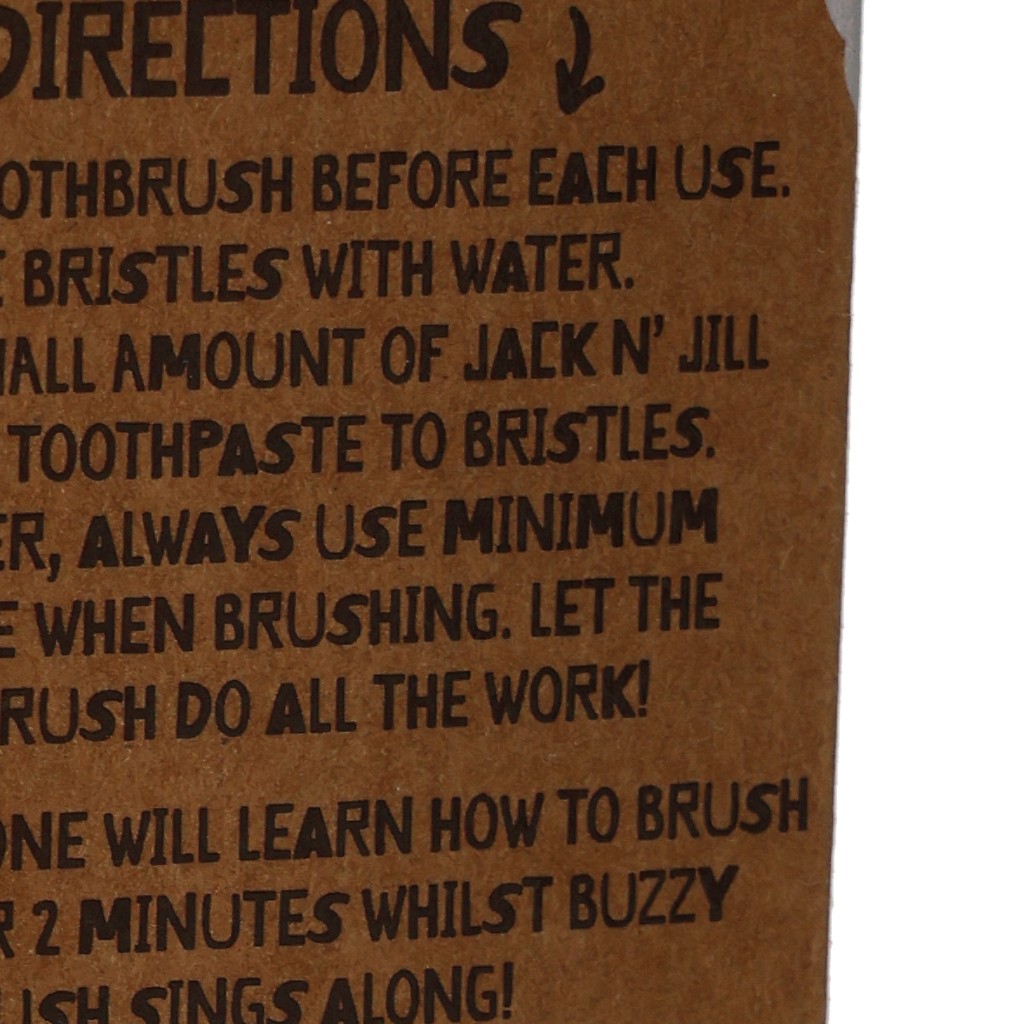 DIRECTIONS
OTHBRUSH BEFORE EACH USE.
E BRISTLES WITH WATER.
ALL AMOUNT OF JACK N' JILL
TOOTHPASTE TO BRISTLES.
ER, ALWAYS USE MINIMUM
E WHEN BRUSHING. LET THE
RUSH DO ALL THE WORK!
ONE WILL LEARN HOW TO BRUSH
R 2 MINUTES WHILST BUZZY
USH SINGS ALONG!